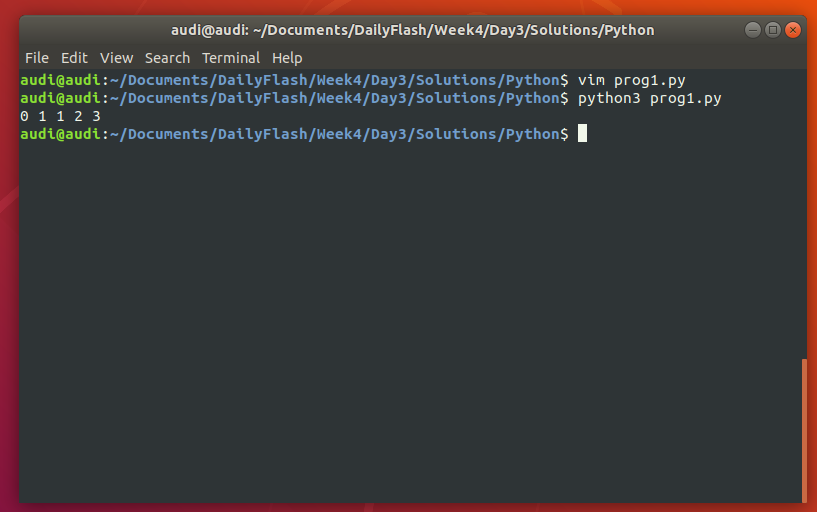 audi@audi: ~/Documents/DailyFlash/Week4/Day3/Solutions/Python
File Edit View Search Terminal Help
audi@audi:~/Documents/DailyFlash/Week4/Day3/Solutions/Python$ vim prog1.py
audi@audi:~/Documents/DailyFlash/Week4/Day3/Solutions/Python$ python3 prog1.py
0 1 1 2 3
audi@audi:~/Documents/DailyFlash/Week4/Day3/Solutions/Python$